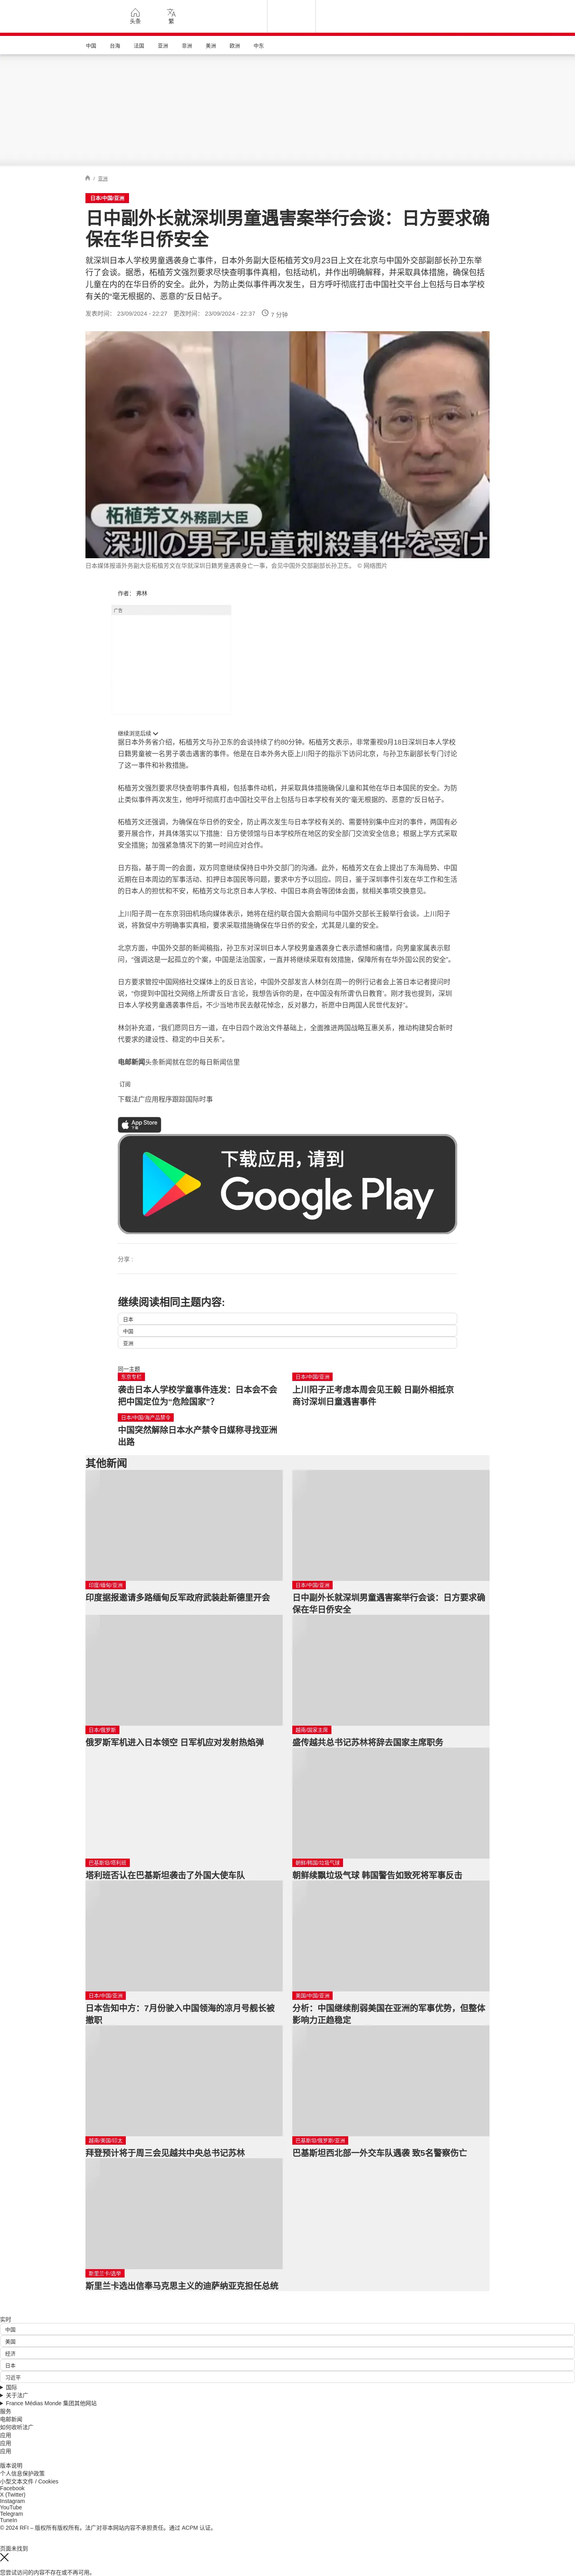 头条
繁
中国
台海
法国
亚洲
非洲
美洲
欧洲
中东
/ 亚洲
日本/中国/亚洲
日中副外长就深圳男童遇害案举行会谈：日方要求确
保在华日侨安全
就深圳日本人学校男童遇袭身亡事件，日本外务副大臣柘植芳文9月23日上文在北京与中国外交部副部长孙卫东举
行了会谈。据悉，柘植芳文强烈要求尽快查明事件真相，包括动机，并作出明确解释，并采取具体措施，确保包括
儿童在内的在华日侨的安全。此外，为防止类似事件再次发生，日方呼吁彻底打击中国社交平台上包括与日本学校
有关的“毫无根据的、恶意的”反日帖子。
发表时间： 23/09/2024 - 22:27 更改时间： 23/09/2024 - 22:37 7 分钟
柘植芳文 外務副大臣
深圳の男子児童刺殺事件を受け
日本媒体报道外务副大臣柘植芳文在华就深圳日籍男童遇袭身亡一事，会见中国外交部副部长孙卫东。 © 网络图片
作者： 弗林
广告
继续浏览后续
据日本外务省介绍，柘植芳文与孙卫东的会谈持续了约80分钟。柘植芳文表示，非常重视9月18日深圳日本人学校
日籍男童被一名男子袭击遇害的事件。他是在日本外务大臣上川阳子的指示下访问北京，与孙卫东副部长专门讨论
了这一事件和补救措施。
柘植芳文强烈要求尽快查明事件真相，包括事件动机，并采取具体措施确保儿童和其他在华日本国民的安全。为防
止类似事件再次发生，他呼吁彻底打击中国社交平台上包括与日本学校有关的“毫无根据的、恶意的”反日帖子。
柘植芳文还强调，为确保在华日侨的安全，防止再次发生与日本学校有关的、需要特别集中应对的事件，两国有必
要开展合作，并具体落实以下措施：日方使领馆与日本学校所在地区的安全部门交流安全信息；根据上学方式采取
安全措施；加强紧急情况下的第一时间应对合作。
日方指，基于周一的会面，双方同意继续保持日中外交部门的沟通。此外，柘植芳文在会上提出了东海局势、中国
近期在日本周边的军事活动、扣押日本国民等问题，要求中方予以回应。同日，鉴于深圳事件引发在华工作和生活
的日本人的担忧和不安，柘植芳文与北京日本人学校、中国日本商会等团体会面，就相关事项交换意见。
上川阳子周一在东京羽田机场向媒体表示，她将在纽约联合国大会期间与中国外交部长王毅举行会谈。上川阳子
说，将敦促中方明确事实真相，要求采取措施确保在华日侨的安全，尤其是儿童的安全。
北京方面，中国外交部的新闻稿指，孙卫东对深圳日本人学校男童遇袭身亡表示遗憾和痛惜，向男童家属表示慰
问，“强调这是一起孤立的个案，中国是法治国家，一直并将继续采取有效措施，保障所有在华外国公民的安全”。
日方要求管控中国网络社交媒体上的反日言论，中国外交部发言人林剑在周一的例行记者会上答日本记者提问时
说，“你提到中国社交网络上所谓‘反日’言论，我想告诉你的是，在中国没有所谓‘仇日教育’。刚才我也提到，深圳
日本人学校男童遇袭事件后，不少当地市民去献花悼念，反对暴力，祈愿中日两国人民世代友好”。
林剑补充道，“我们愿同日方一道，在中日四个政治文件基础上，全面推进两国战略互惠关系，推动构建契合新时
代要求的建设性、稳定的中日关系”。
电邮新闻头条新闻就在您的每日新闻信里
订阅
下载法广应用程序跟踪国际时事
App Store
下载
下载应用，请到
Google Play
分享 :
继续阅读相同主题内容:
日本
中国
亚洲
同一主题
东京专栏
袭击日本人学校学童事件连发：日本会不会
把中国定位为“危险国家”？
日本/中国/亚洲
上川阳子正考虑本周会见王毅 日副外相抵京
商讨深圳日童遇害事件
日本/中国/海产品禁令
中国突然解除日本水产禁令日媒称寻找亚洲
出路
其他新闻
印度/缅甸/亚洲
印度据报邀请多路缅甸反军政府武装赴新德里开会
日本/中国/亚洲
日中副外长就深圳男童遇害案举行会谈：日方要求确
保在华日侨安全
日本/俄罗斯
俄罗斯军机进入日本领空 日军机应对发射热焰弹
越南/国家主席
盛传越共总书记苏林将辞去国家主席职务
巴基斯坦/塔利班
塔利班否认在巴基斯坦袭击了外国大使车队
朝鲜/韩国/垃圾气球
朝鲜续飘垃圾气球 韩国警告如致死将军事反击
日本/中国/亚洲
日本告知中方：7月份驶入中国领海的凉月号舰长被
撤职
美国/中国/亚洲
分析：中国继续削弱美国在亚洲的军事优势，但整体
影响力正趋稳定
越南/美国/印太
拜登预计将于周三会见越共中央总书记苏林
巴基斯坦/俄罗斯/亚洲
巴基斯坦西北部一外交车队遇袭 致5名警察伤亡
斯里兰卡/选举
斯里兰卡选出信奉马克思主义的迪萨纳亚克担任总统
实时
中国
美国
经济
日本
习近平
国际
关于法广
France Médias Monde 集团其他网站
服务
电邮新闻
如何收听法广
应用
应用
应用
版本说明
个人信息保护政策
小型文本文件 / Cookies
Facebook
X (Twitter)
Instagram
YouTube
Telegram
TuneIn
© 2024 RFI – 版权所有版权所有。法广对非本网站内容不承担责任。通过 ACPM 认证。
页面未找到
您尝试访问的内容不存在或不再可用。